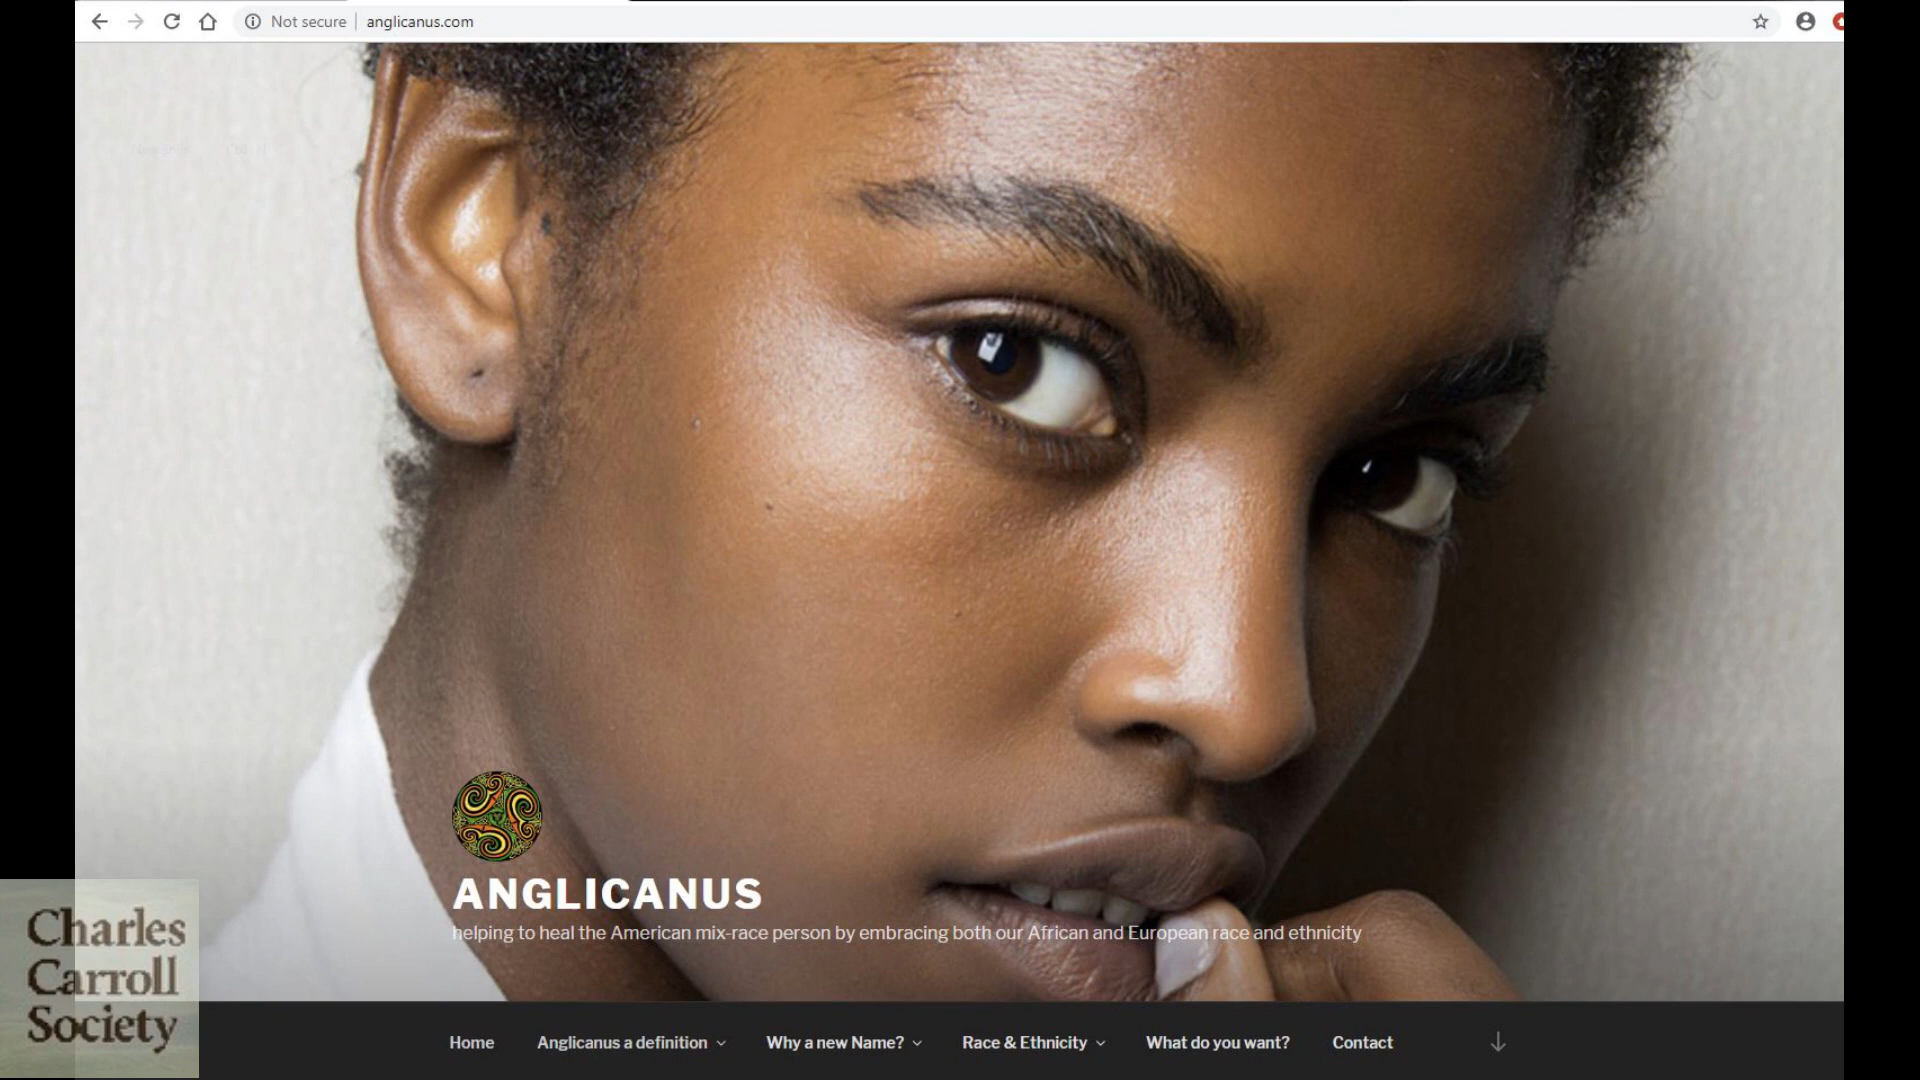 Not secure
anglicanus.com
ANGLICANUS
helping to heal the American mix-race person by embracing both our African and European race and ethnicity
Charles
Carroll
Society
Home
Anglicanus a definition
Why a new Name?
Race & Ethnicity
What do you want?
Contact